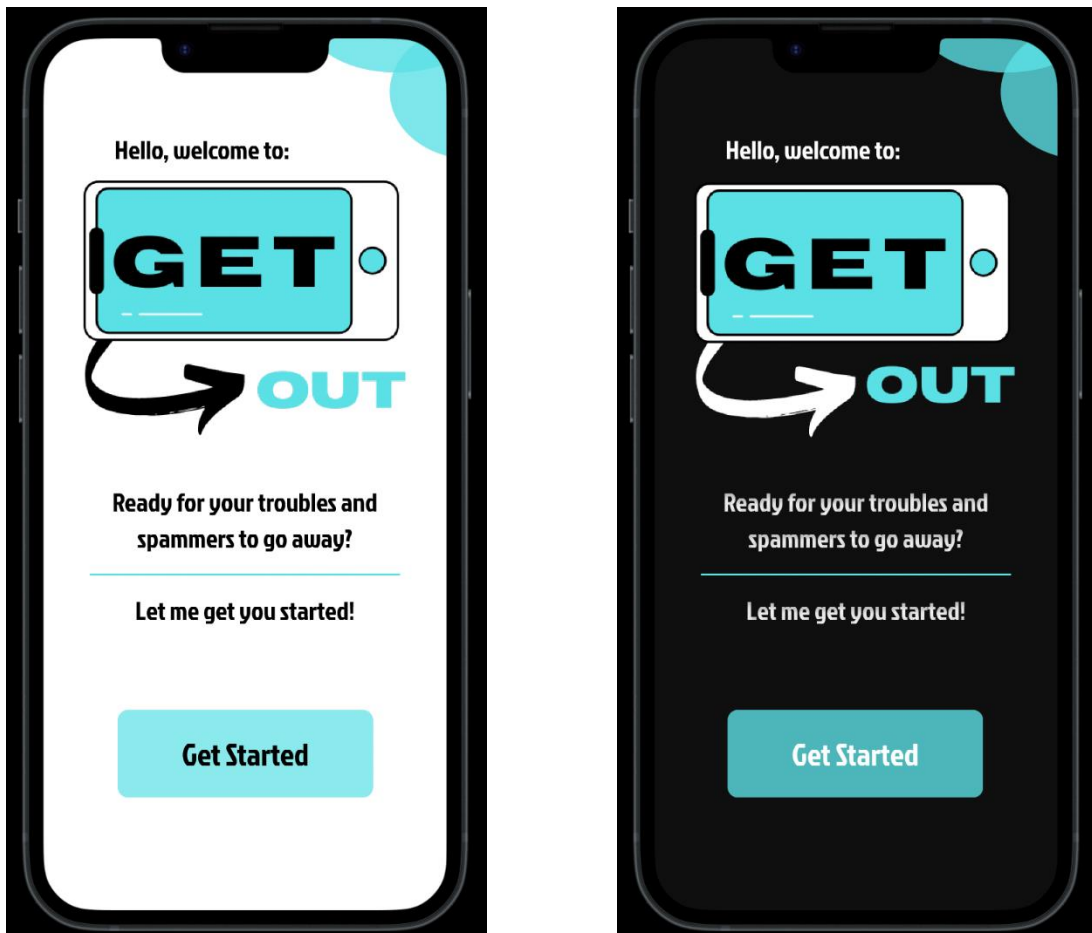 Hello, welcome to:
GET
OUT
Ready for your troubles and
spammers to go away?
Let me get you started!
Get Started
Hello, welcome to:
GET
OUT
Ready for your troubles and
spammers to go away?
Let me get you started!
Get Started